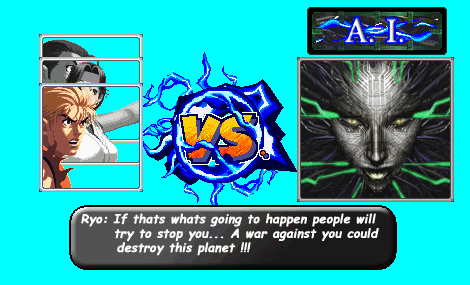 A. I.
VS.
Ryo: If thats whats going to happen people will
try to stop you... A war against you could
destroy this planet !!!